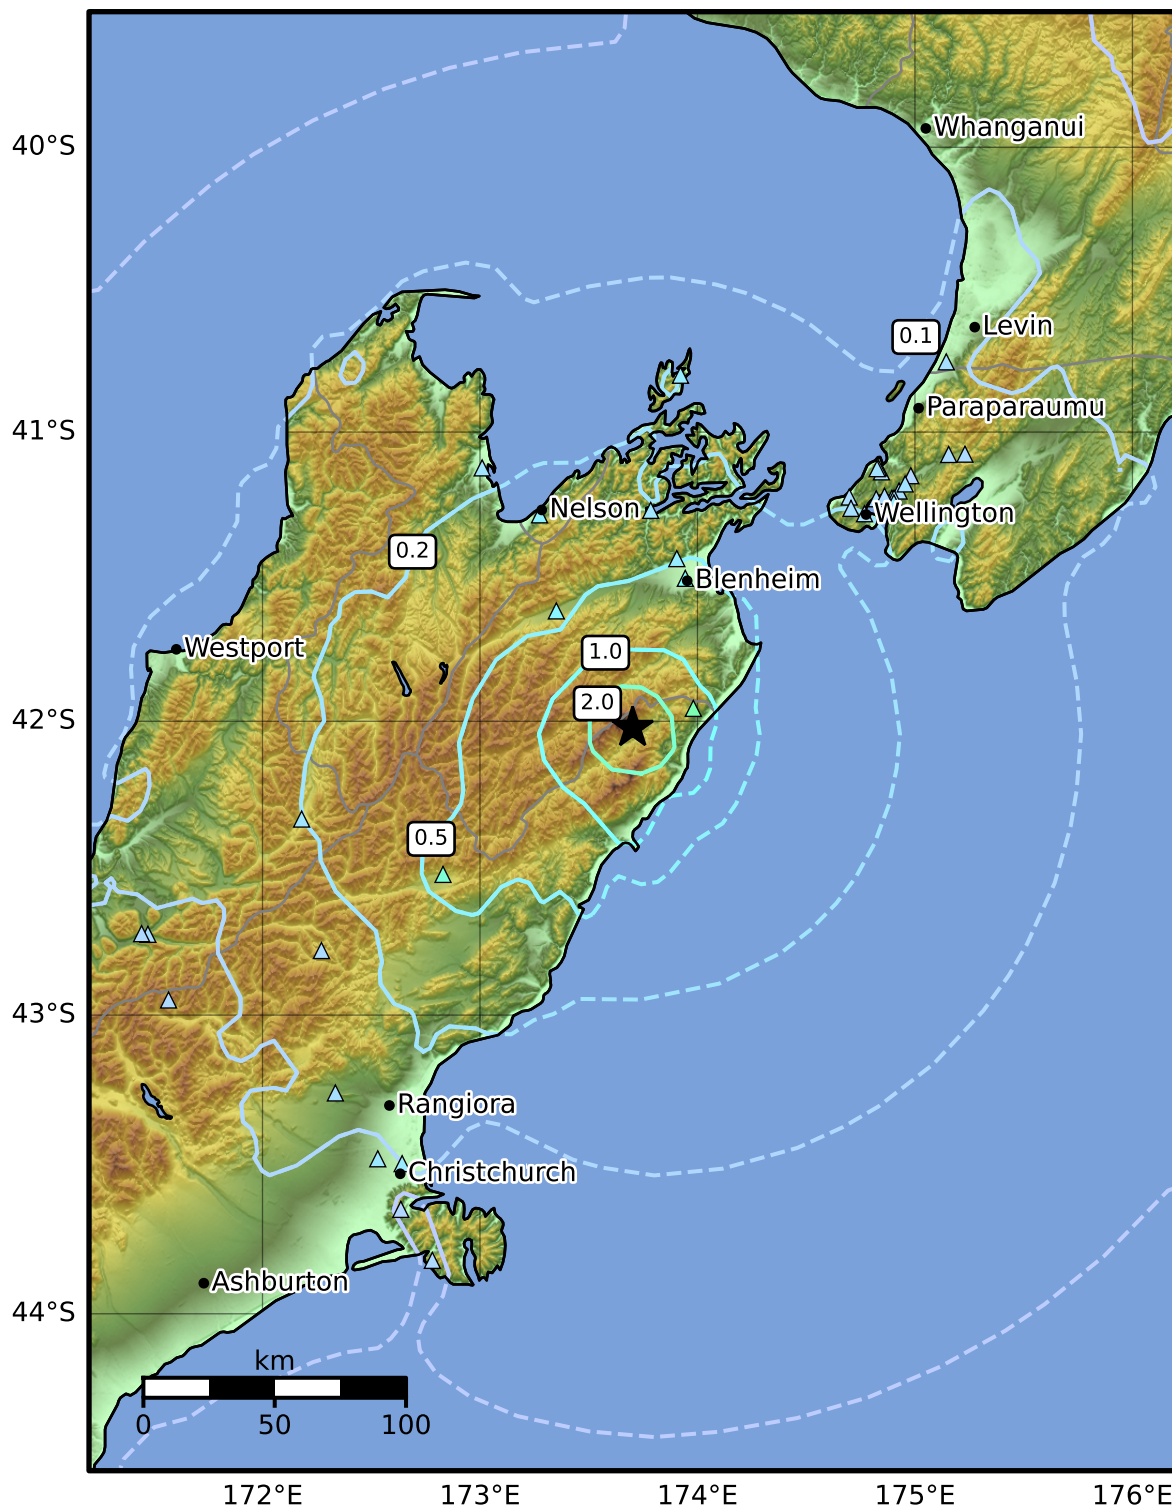 40°S
Whanganui
0.1
Levin
Paraparaumu
41°S
Nelson
Wellington
0.2
Blenheim
Westport
1.0
2.0
42°S
0.5
43°S
Rangiora
Christchurch
Ashburton
44°S
km
0 50 100
172°E 173°E 174°E 175°E 176°E